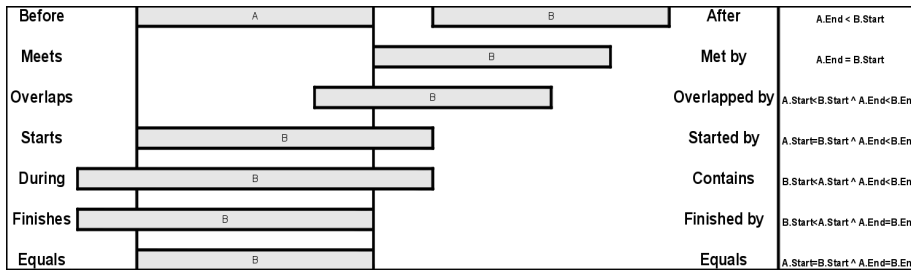 Before A B After A.End < B.Start
Meets B Met by A.End = B.Start
Overlaps B Overlapped by A.Start<B.Start ^ A.End<B.En
Starts B Started by A.Start=B.Start ^ A.End<B.En
During B Contains B.Start<A.Start ^ A.End<B.En
Finishes B Finished by B.Start<A.Start ^ A.End=B.En
Equals B Equals A.Start=B.Start ^ A.End=B.En